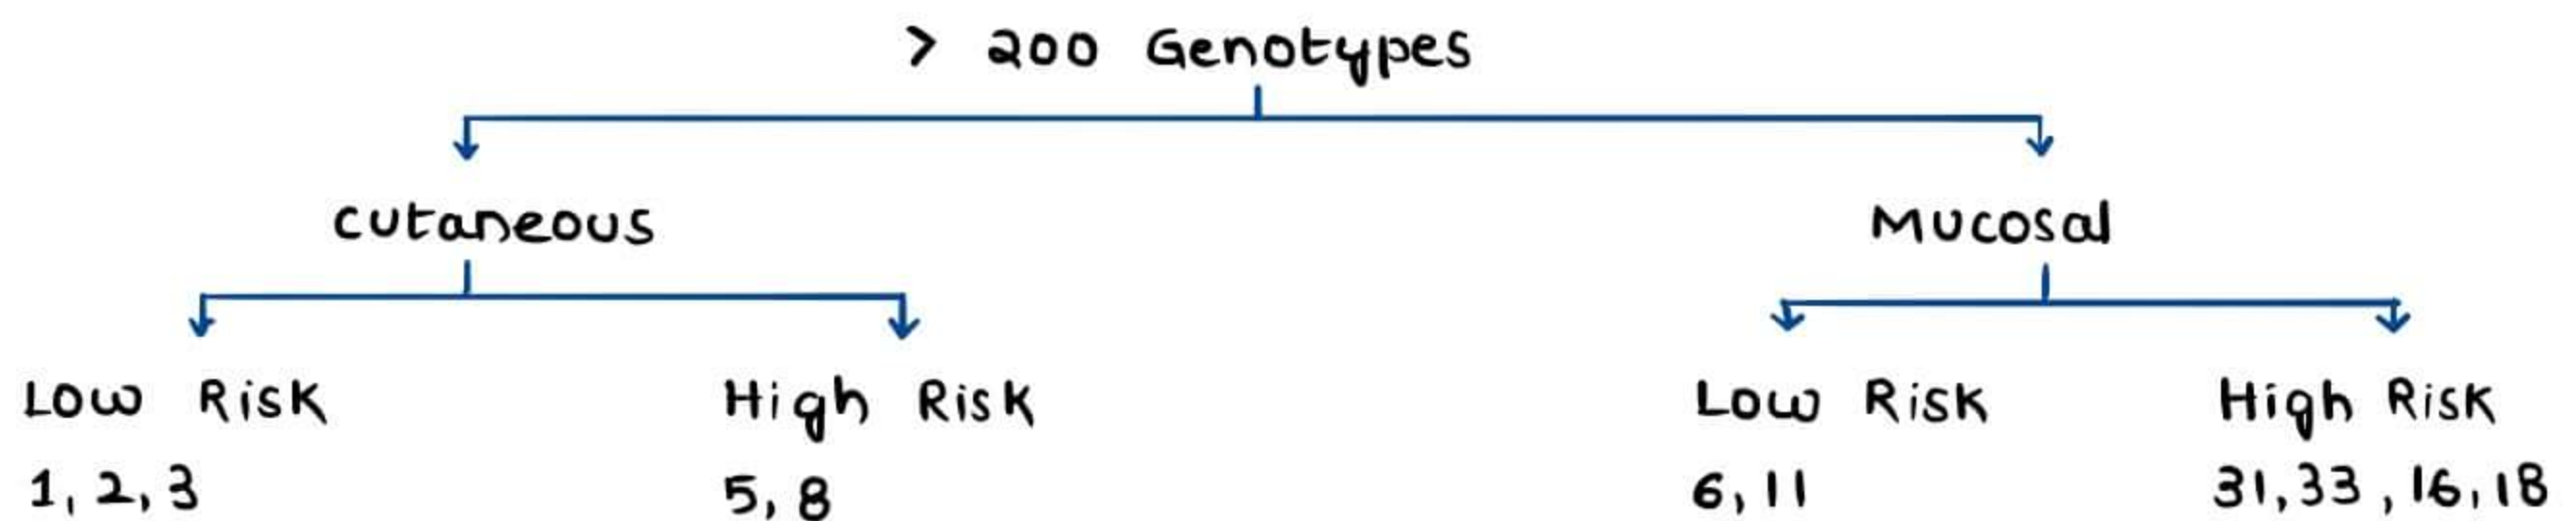 > 200 Genotypes
cutaneous Mucosal
Low Risk High Risk Low Risk High Risk
1, 2, 3 5, 8 6, 11 31, 33, 16, 18